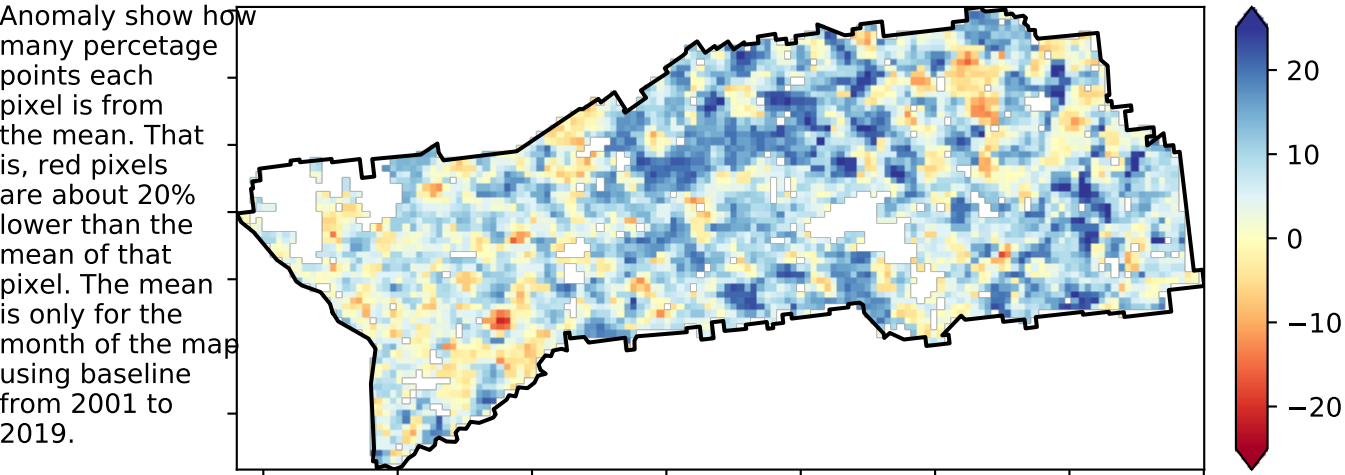 Anomaly show how
many percetage
points each
pixel is from
the mean. That
is, red pixels
are about 20%
lower than the
mean of that
pixel. The mean
is only for the
month of the map
using baseline
from 2001 to
2019.
20
10
0
−10
−20